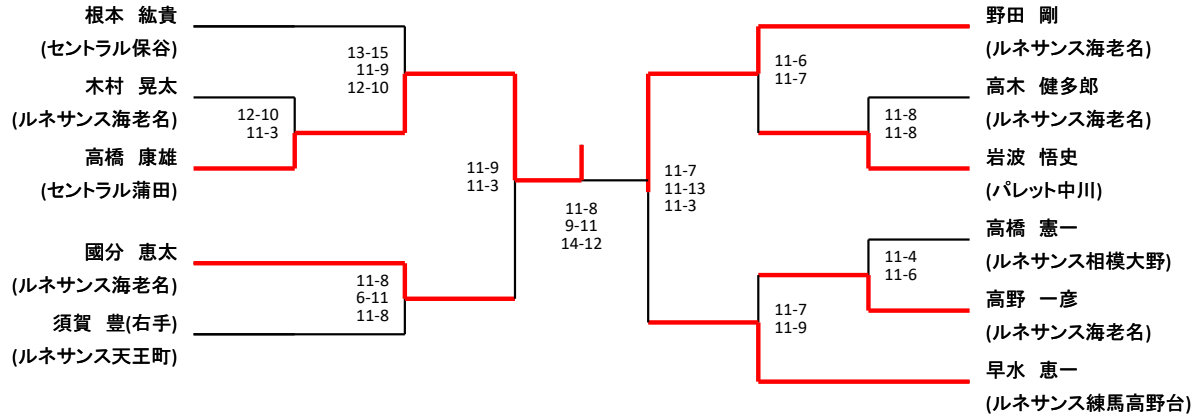 根本 紘貴
(セントラル保谷)
木村 晃太
(ルネサンス海老名)
高橋 康雄
(セントラル蒲田)
國分 恵太
(ルネサンス海老名)
須賀 豊(右手)
(ルネサンス天王町)
13-15
11-9
12-10
12-10
11-3
11-9
11-3
11-8
6-11
11-8
11-8
9-11
14-12
11-7
11-13
11-3
11-6
11-7
11-8
11-8
11-4
11-6
11-7
11-9
野田 剛
(ルネサンス海老名)
高木 健多郎
(ルネサンス海老名)
岩波 悟史
(パレット中川)
高橋 憲一
(ルネサンス相模大野)
高野 一彦
(ルネサンス海老名)
早水 恵一
(ルネサンス練馬高野台)